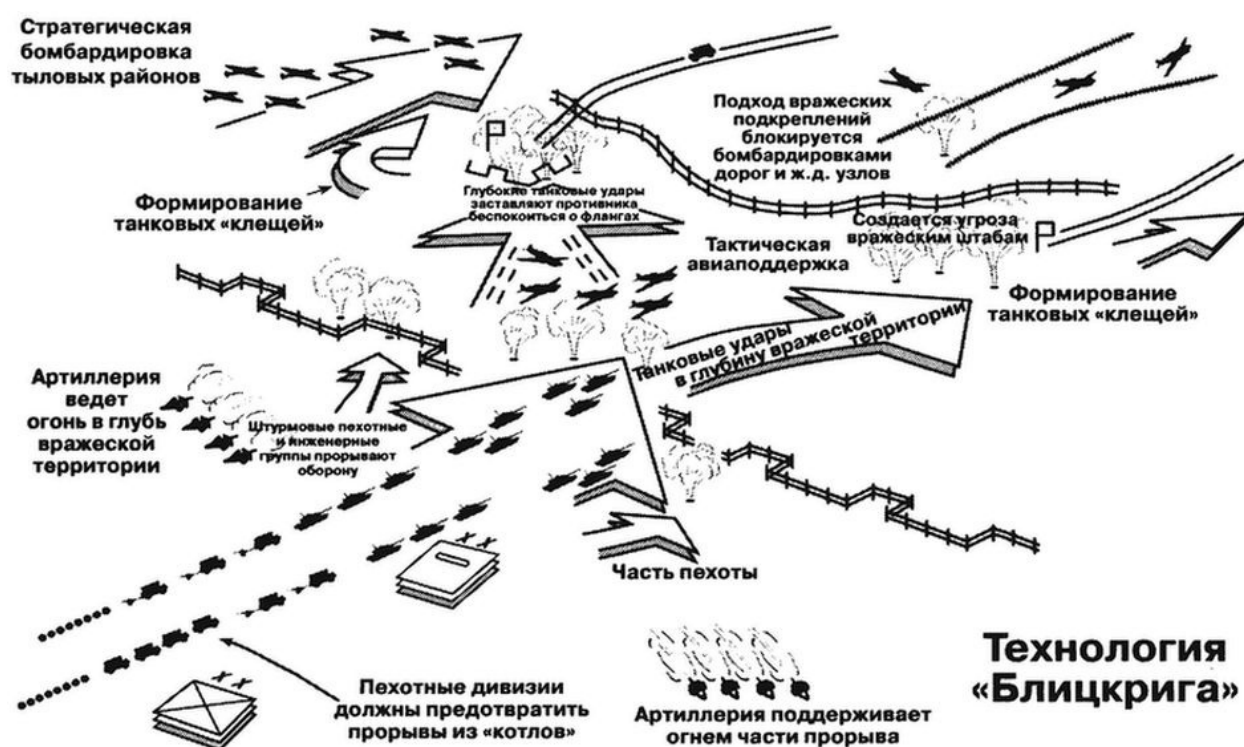 Стратегическая
бомбардировка
тыловых районов
Подход вражеских
подкреплений
блокируется
бомбардировками
дорог и ж.д. узлов
Формирование
танковых «клещей»
Глубокие танковые удары
заставляют противника
беспокоиться о флангах
Создается угроза
вражеским штабам
Тактическая
авиаподдержка
Формирование
танковых «клещей»
Танковые удары
в глубину вражеской
территории
Артиллерия
ведет
огонь в глубь
вражеской
территории
Штурмовые пехотные
и инженерные
группы прорывают
оборону
Часть пехоты
Пехотные дивизии
должны предотвратить
прорывы из «котлов»
Артиллерия поддерживает
огнем части прорыва
Технология
«Блицкрига»